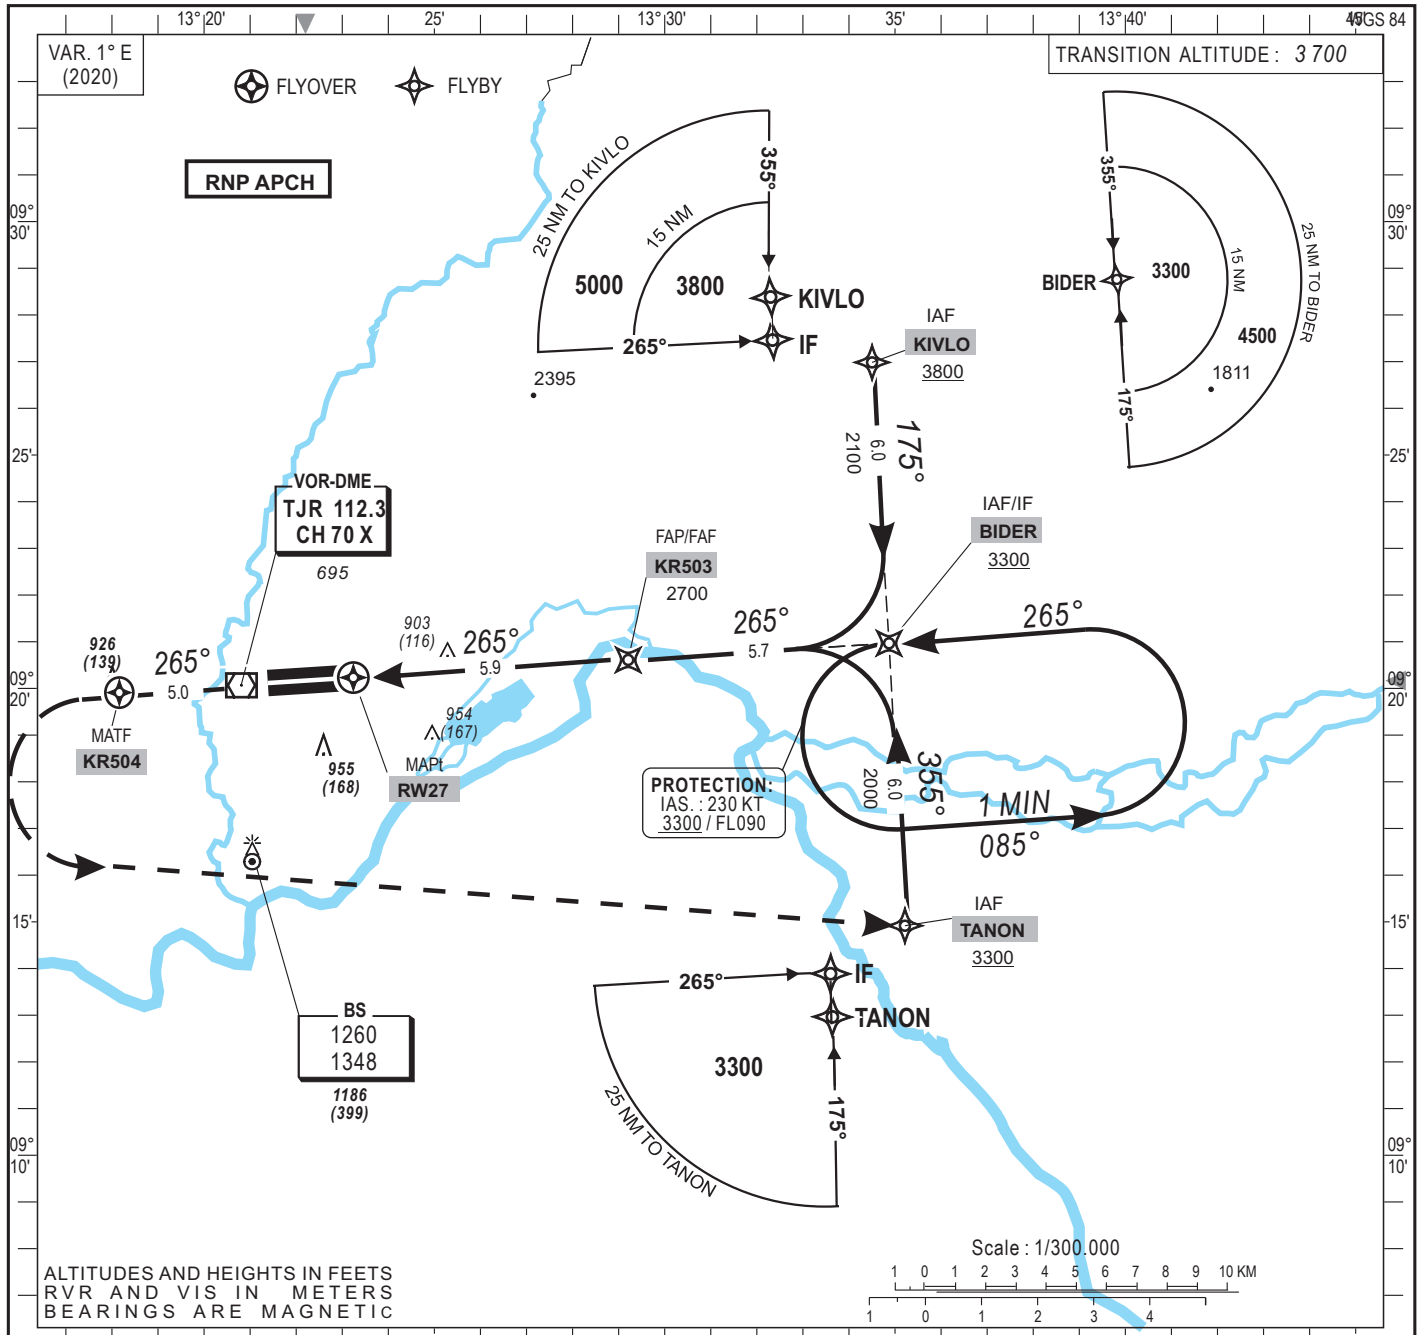 13°20'
25'
13°30'
35'
13°40'
WGS 84
VAR. 1° E
(2020)
FLYOVER
FLYBY
TRANSITION ALTITUDE : 3 700
RNP APCH
09°
30'
09°
30'
25 NM TO KIVLO
15 NM
355°
5000
3800
KIVLO
265°
IF
2395
355°
BIDER
3300
15 NM
25 NM TO BIDER
4500
1811
175°
IAF
KIVLO
3800
25'
25'
175°
6.0
2100
VOR-DME
TJR 112.3
CH 70 X
695
FAP/FAF
KR503
2700
IAF/IF
BIDER
3300
926
(139)
265°
5.0
903
(116)
265°
5.9
265°
5.7
265°
09°
20'
09°
20'
MATF
KR504
954
(167)
955
(168)
MAPt
RW27
PROTECTION:
IAS. : 230 KT
3300 / FL090
355°
6.0
2000
1 MIN
085°
15'
15'
IAF
TANON
3300
265°
IF
TANON
3300
25 NM TO TANON
175°
BS
1260
1348
1186
(399)
09°
10'
09°
10'
Scale : 1/300.000
1 0 1 2 3 4 5 6 7 8 9 10 KM
1 0 1 2 3 4
ALTITUDES AND HEIGHTS IN FEETS
RVR AND VIS IN METERS
BEARINGS ARE MAGNETIC